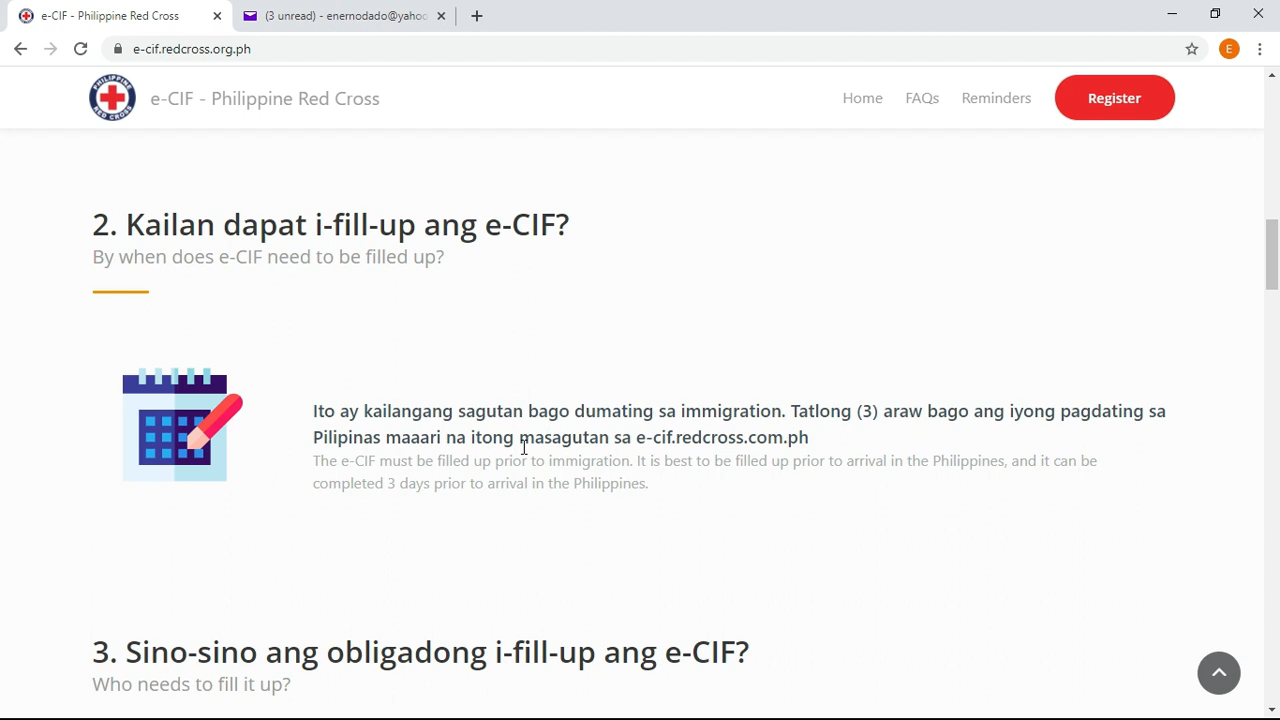 e-CIF - Philippine Red Cross
(3 unread) - enernodado@yahoo
e-cif.redcross.org.ph
E
PHILIPPINE RED CROSS
e-CIF - Philippine Red Cross
Home
FAQs
Reminders
Register
2. Kailan dapat i-fill-up ang e-CIF?
By when does e-CIF need to be filled up?
Ito ay kailangang sagutan bago dumating sa immigration. Tatlong (3) araw bago ang iyong pagdating sa
Pilipinas maaari na itong masagutan sa e-cif.redcross.com.ph
The e-CIF must be filled up prior to immigration. It is best to be filled up prior to arrival in the Philippines, and it can be
completed 3 days prior to arrival in the Philippines.
3. Sino-sino ang obligadong i-fill-up ang e-CIF?
Who needs to fill it up?